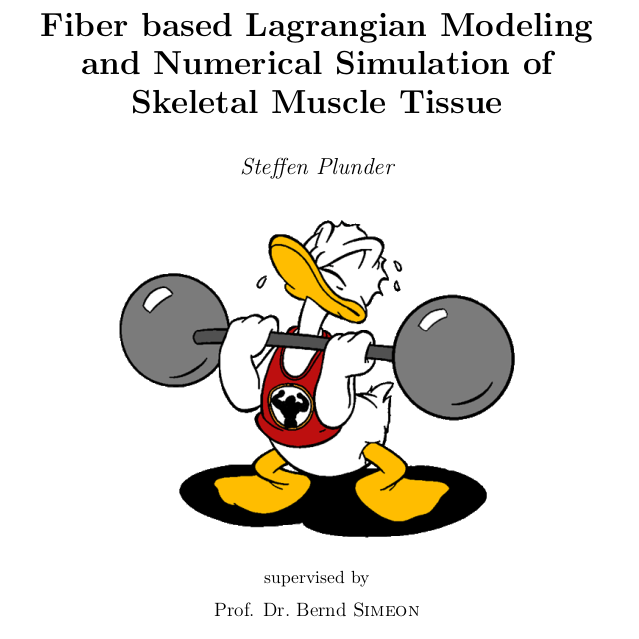 Fiber based Lagrangian Modeling
and Numerical Simulation of
Skeletal Muscle Tissue
Steffen Plunder
supervised by
Prof. Dr. Bernd SIMEON